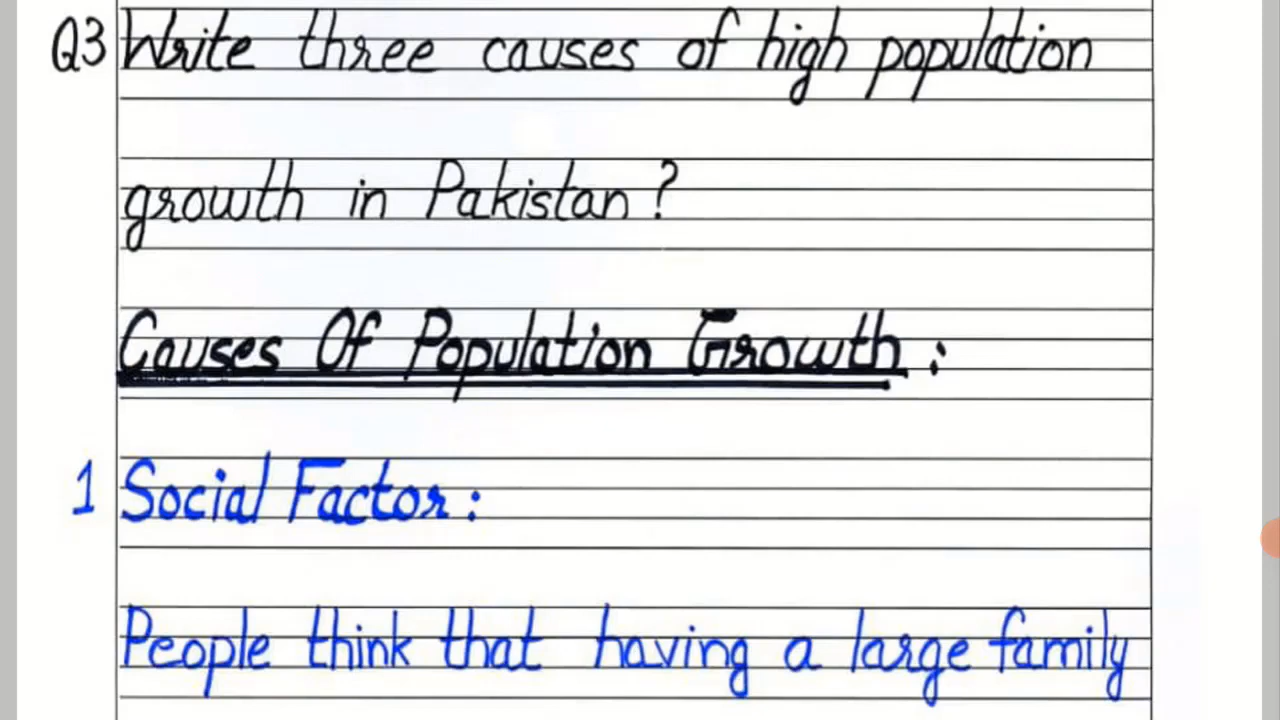 Q3 Write three causes of high population
growth in Pakistan?
Causes Of Population Growth:
1 Social Factor:
People think that having a large family